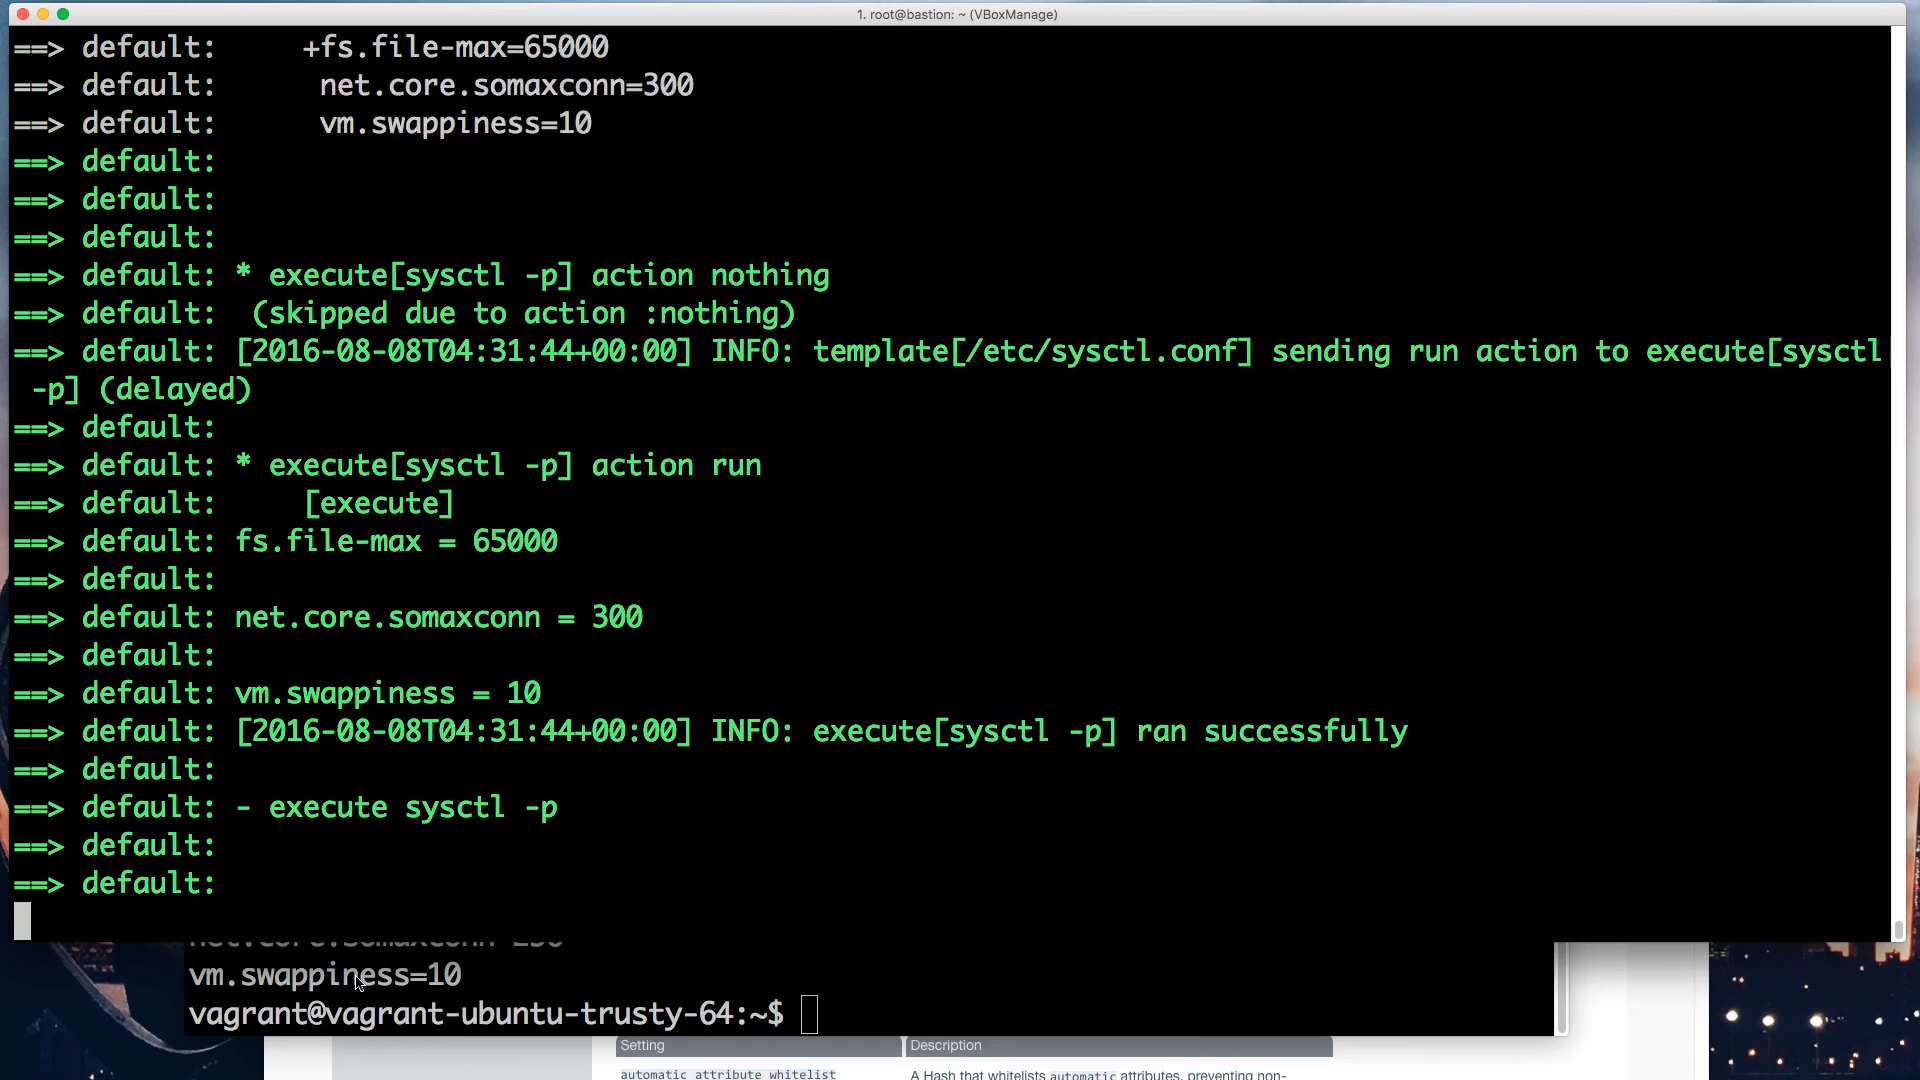 1. root@bastion: ~ (VBoxManage)
==> default:     +fs.file-max=65000
==> default:      net.core.somaxconn=300
==> default:      vm.swappiness=10
==> default:
==> default:
==> default:
==> default: * execute[sysctl -p] action nothing
==> default:  (skipped due to action :nothing)
==> default: [2016-08-08T04:31:44+00:00] INFO: template[/etc/sysctl.conf] sending run action to execute[sysctl
 -p] (delayed)
==> default:
==> default: * execute[sysctl -p] action run
==> default:     [execute]
==> default: fs.file-max = 65000
==> default:
==> default: net.core.somaxconn = 300
==> default:
==> default: vm.swappiness = 10
==> default: [2016-08-08T04:31:44+00:00] INFO: execute[sysctl -p] ran successfully
==> default:
==> default: - execute sysctl -p
==> default:
==> default:
vm.swappiness=10
vagrant@vagrant-ubuntu-trusty-64:~$
Setting Description
automatic_attribute_whitelist A Hash that whitelists automatic attributes, preventing non-